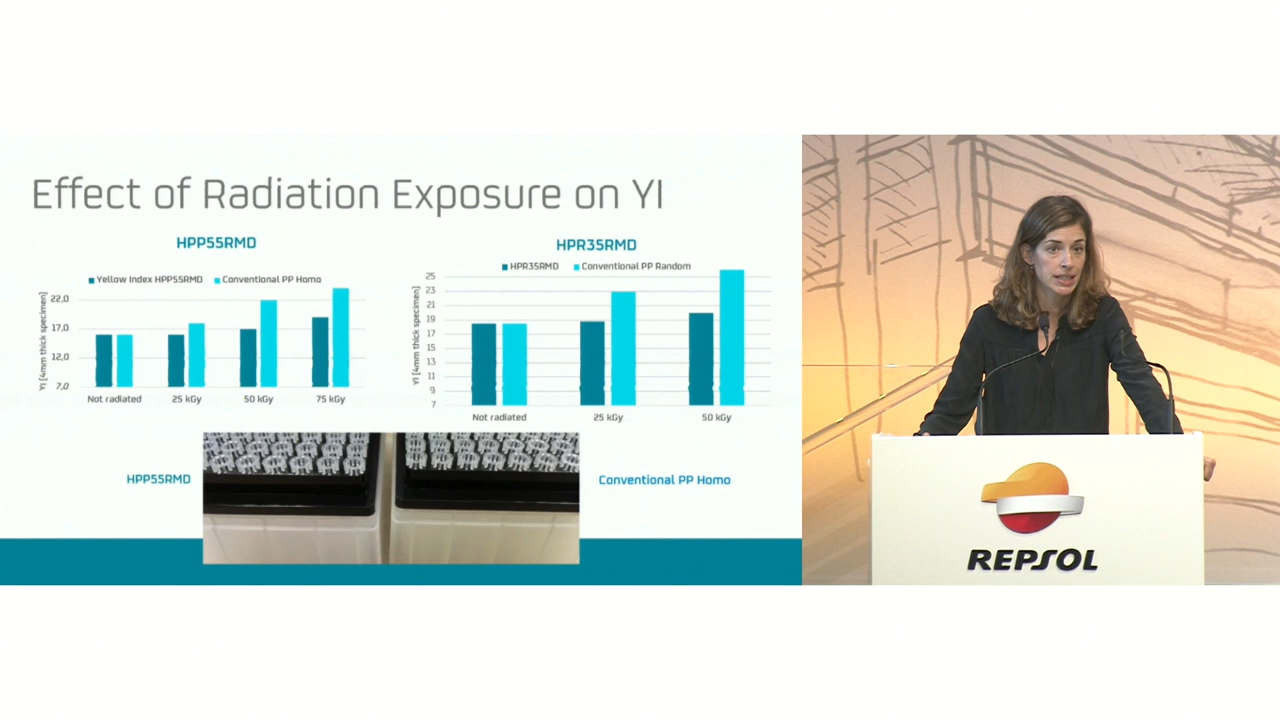 Effect of Radiation Exposure on YI
HPP55RMD
Yellow Index HPP55RMD
Conventional PP Homo
YI [4mm thick specimen]
22,0
17,0
12,0
7,0
Not radiated
25 kGy
50 kGy
75 kGy
HPR35RMD
HPR35RMD
Conventional PP Random
YI [4mm thick specimen]
25
23
21
19
17
15
13
11
9
7
Not radiated
25 kGy
50 kGy
HPP55RMD
Conventional PP Homo
REPSOL